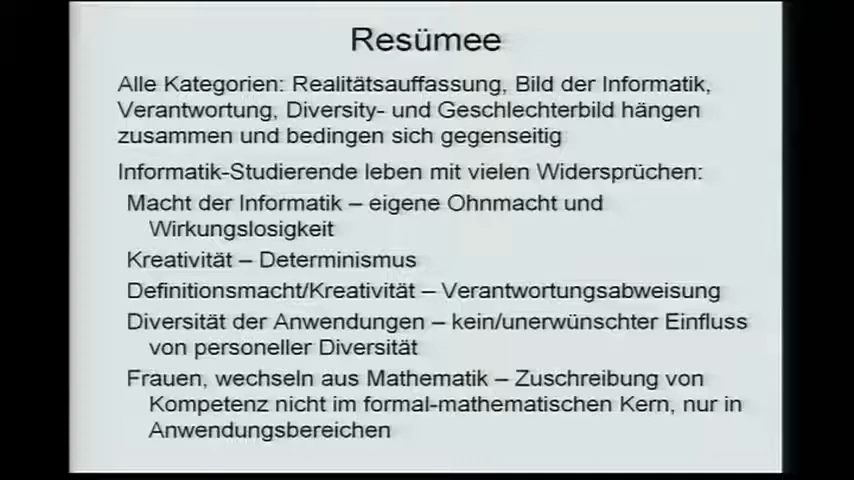 Resümee
Alle Kategorien: Realitätsauffassung, Bild der Informatik,
Verantwortung, Diversity- und Geschlechterbild hängen
zusammen und bedingen sich gegenseitig
Informatik-Studierende leben mit vielen Widersprüchen:
Macht der Informatik – eigene Ohnmacht und
Wirkungslosigkeit
Kreativität – Determinismus
Definitionsmacht/Kreativität – Verantwortungsabweisung
Diversität der Anwendungen – kein/unerwünschter Einfluss
von personeller Diversität
Frauen, wechseln aus Mathematik – Zuschreibung von
Kompetenz nicht im formal-mathematischen Kern, nur in
Anwendungsbereichen